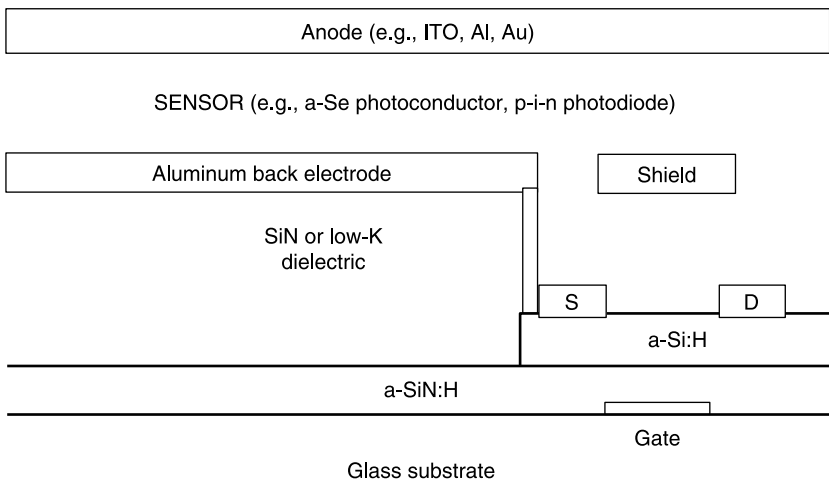 Anode (e.g., ITO, Al, Au)
SENSOR (e.g., a-Se photoconductor, p-i-n photodiode)
Aluminum back electrode
Shield
SiN or low-K
dielectric
S
D
a-Si:H
a-SiN:H
Gate
Glass substrate